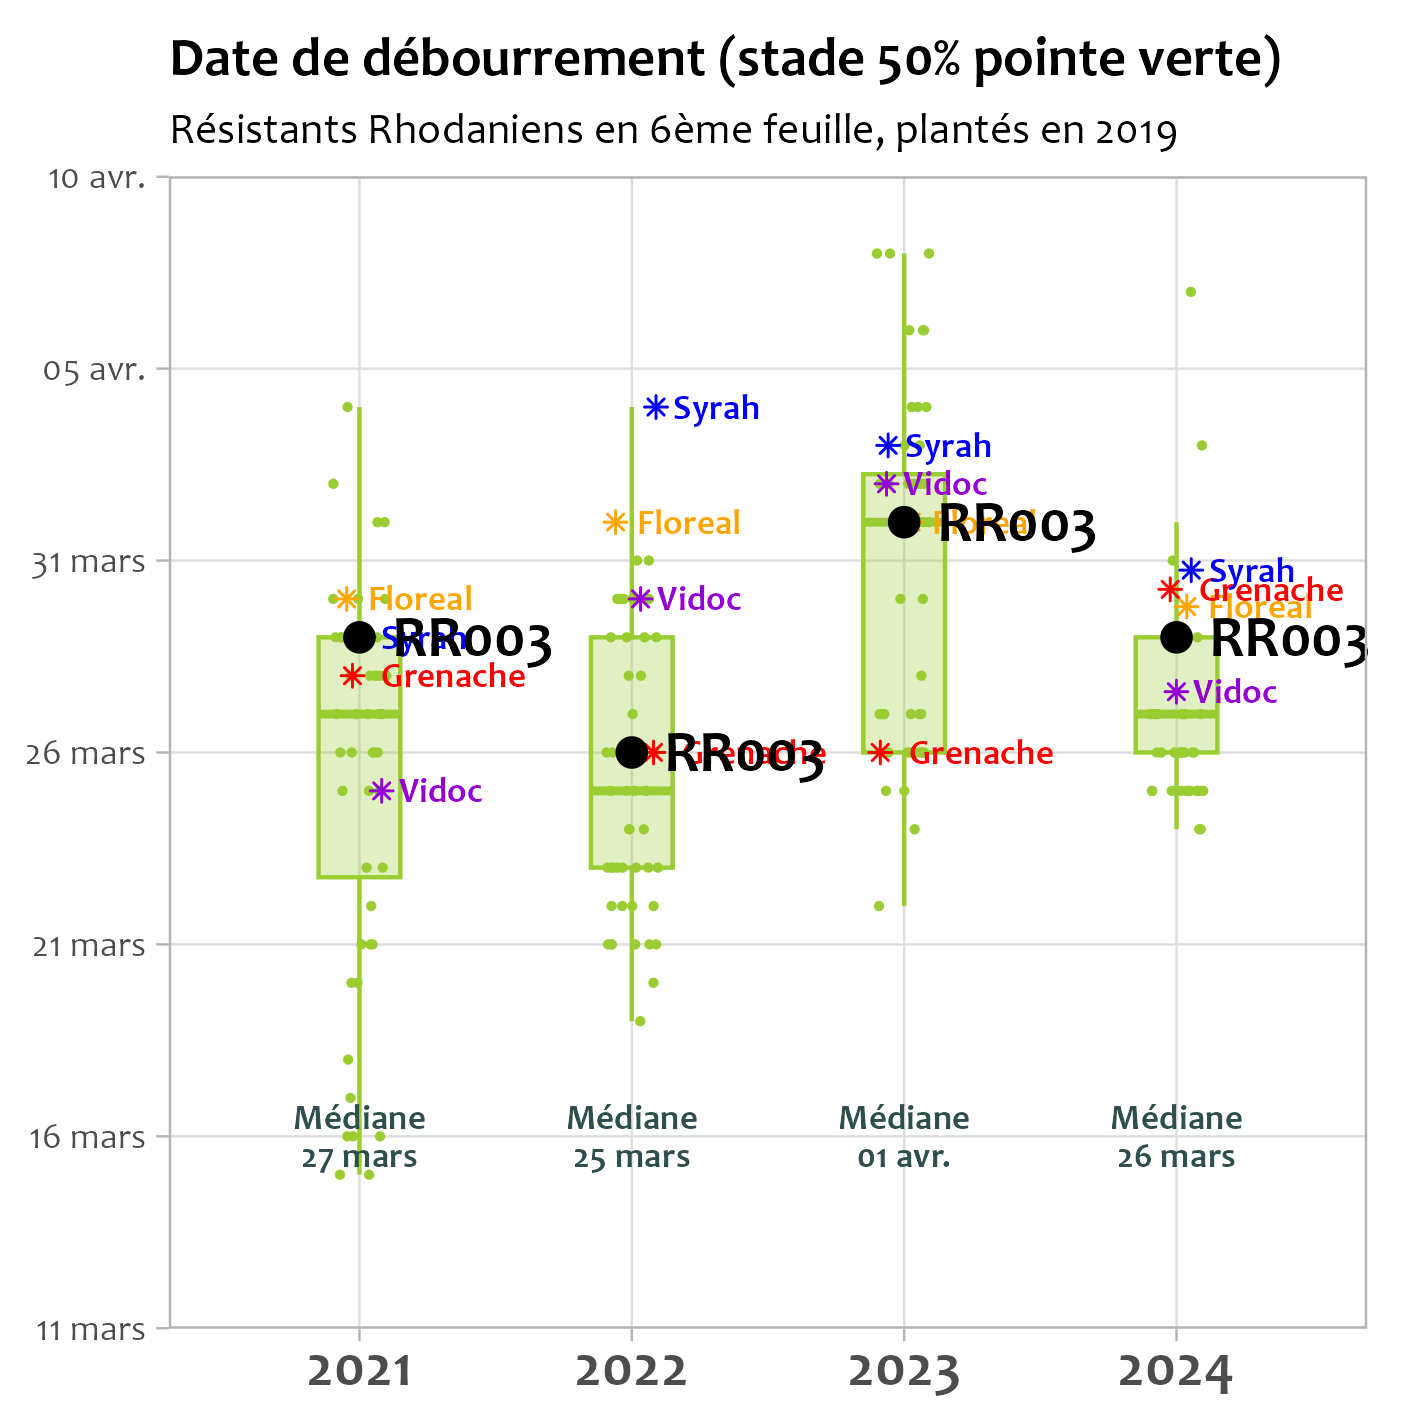 Date de débourrement (stade 50% pointe verte)
Résistants Rhodaniens en 6ème feuille, plantés en 2019
10 avr.
05 avr.
31 mars
26 mars
21 mars
16 mars
11 mars
Floreal
Syrah
RR003
Grenache
Vidoc
Médiane
27 mars
Syrah
Floreal
Vidoc
Grenache
RR003
Médiane
25 mars
Syrah
Vidoc
Floreal
RR003
Grenache
Médiane
01 avr.
Syrah
Grenache
Floreal
RR003
Vidoc
Médiane
26 mars
2021
2022
2023
2024